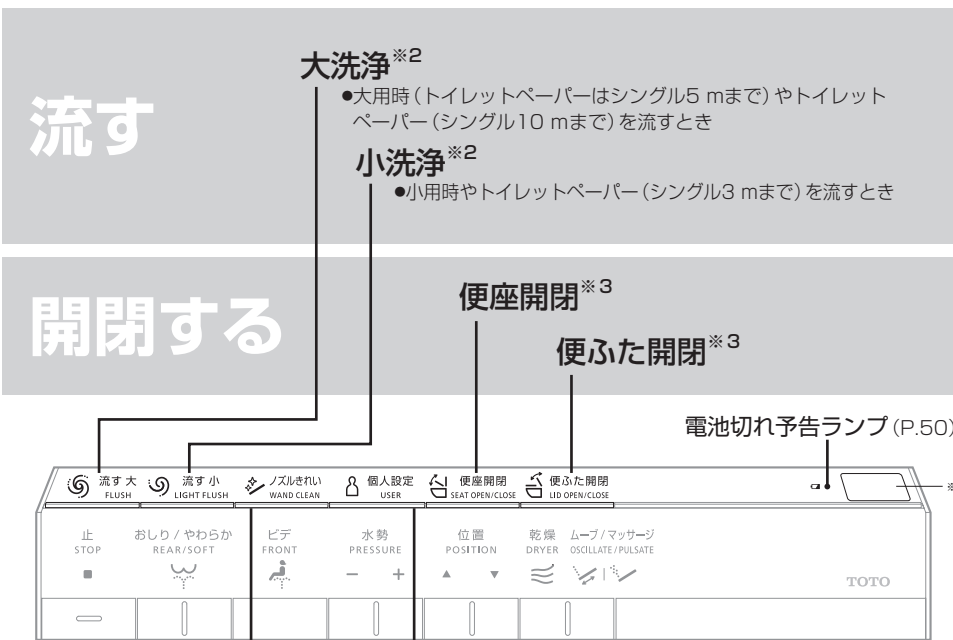 流す
大洗浄※2
●大用時(トイレットペーパーはシングル5 mまで)やトイレット
ペーパー(シングル10 mまで)を流すとき
小洗浄※2
●小用時やトイレットペーパー(シングル3 mまで)を流すとき
開閉する
便座開閉※3
便ふた開閉※3
電池切れ予告ランプ(P.50)
流す 大
FLUSH
流す 小
LIGHT FLUSH
ノズルきれい
WAND CLEAN
個人設定
USER
便座開閉
SEAT OPEN/CLOSE
便ふた開閉
LID OPEN/CLOSE
※
止
STOP
おしり / やわらか
REAR/SOFT
ビデ
FRONT
水勢
PRESSURE
− +
位置
POSITION
▲ ▼
乾燥
DRYER
ムーブ / マッサージ
OSCILLATE/PULSATE
TOTO